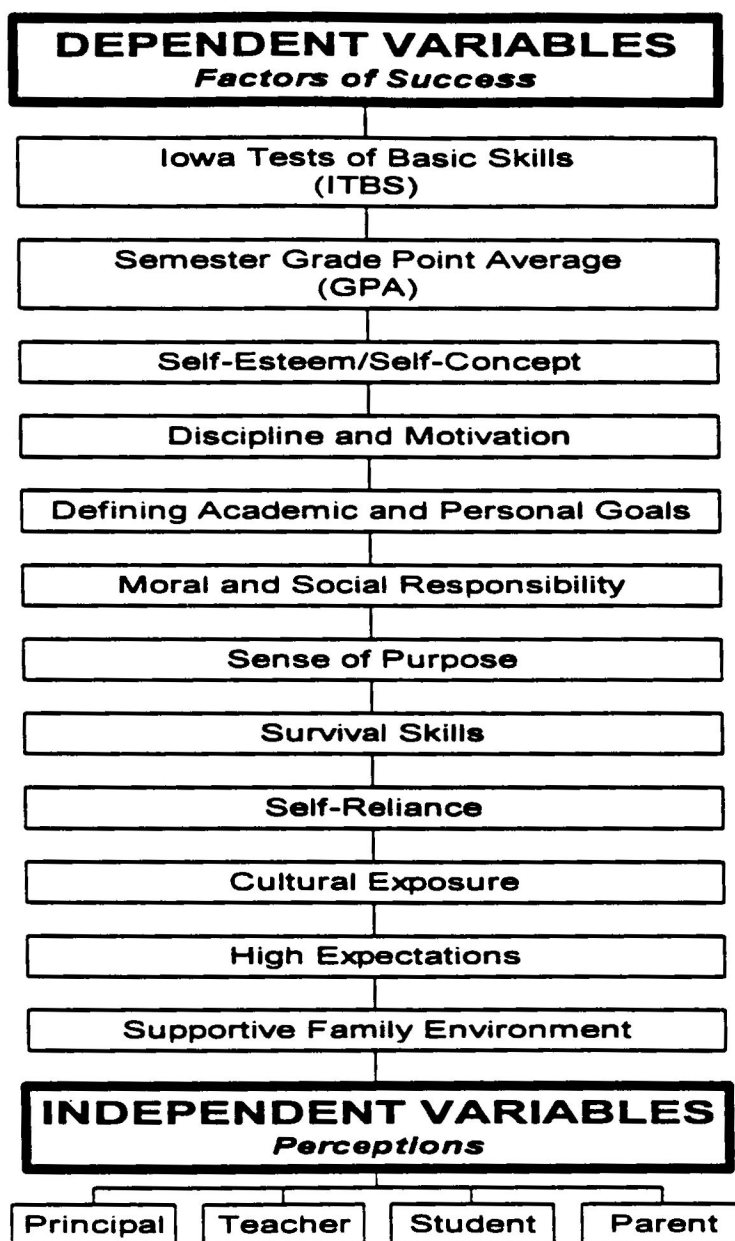 DEPENDENT VARIABLES
Factors of Success
Iowa Tests of Basic Skills
(ITBS)
Semester Grade Point Average
(GPA)
Self-Esteem/Self-Concept
Discipline and Motivation
Defining Academic and Personal Goals
Moral and Social Responsibility
Sense of Purpose
Survival Skills
Self-Reliance
Cultural Exposure
High Expectations
Supportive Family Environment
INDEPENDENT VARIABLES
Perceptions
Principal Teacher Student Parent